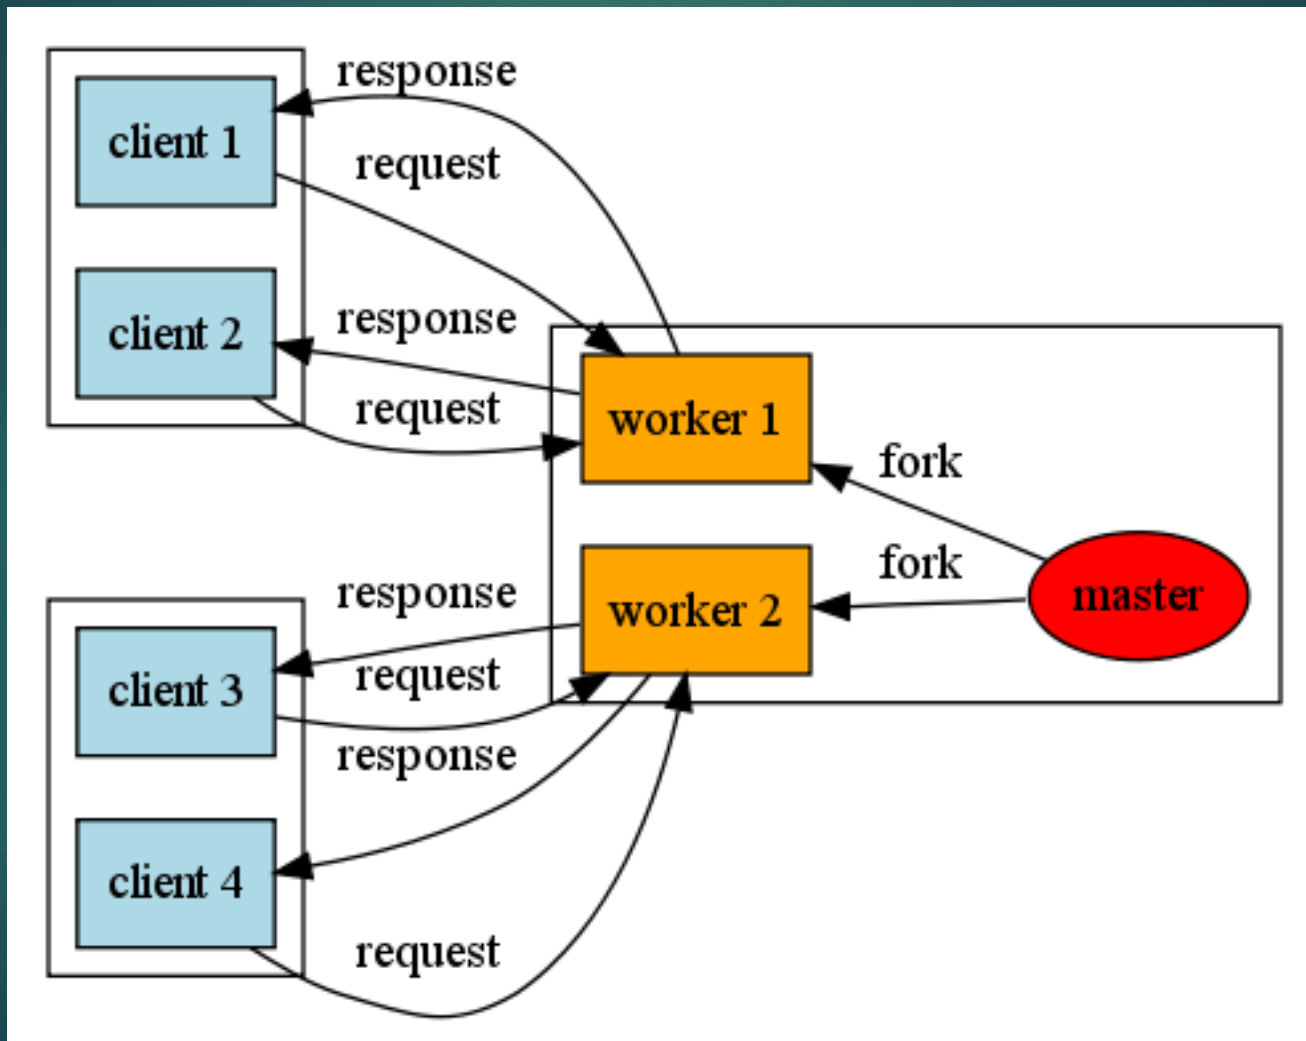 response
client 1
request
client 2
response
request
worker 1
fork
fork
worker 2
master
response
request
client 3
response
client 4
request